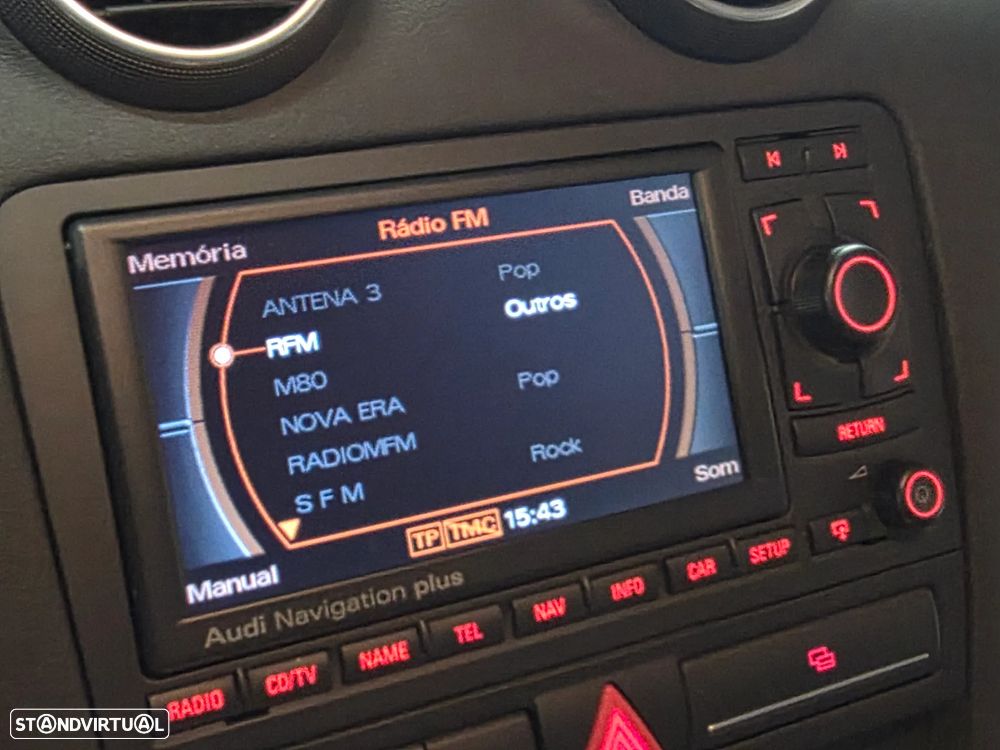 Rádio FM
Memória
Banda
ANTENA 3 Pop
RFM Outros
M80
NOVA ERA Pop
RADIOMFM
S F M Rock
Manual
TP TMC 15:43
Som
Audi Navigation plus
RETURN
RADIO CD/TV NAME TEL NAV INFO CAR SETUP
STANDVIRTUAL